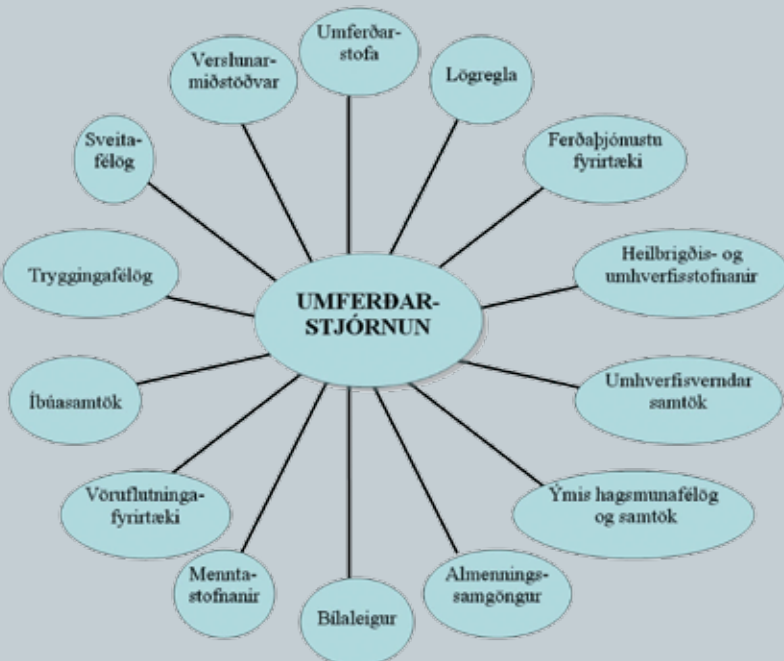 Umferðar-
stofa
Verslunar-
miðstöðvar
Lögregla
Sveita-
félög
Ferðaþjónustu
fyrirtæki
Tryggingafélög
Heilbrigðis- og
umhverfisstofnanir
UMFERÐAR-
STJÓRNUN
Íbúasamtök
Umhverfisverndar
samtök
Vöruflutninga-
fyrirtæki
Ýmis hagsmunafélög
og samtök
Mennta-
stofnanir
Almennings-
samgöngur
Bílaleigur